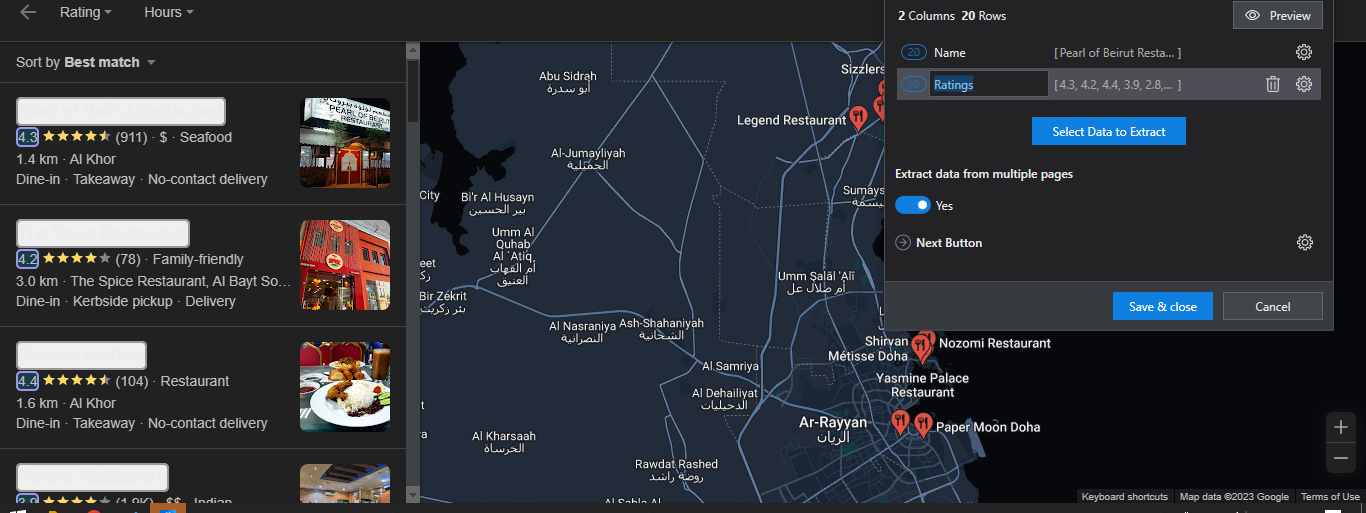 Rating
Hours
Sort by Best match
Pearl of Beirut Restaurant
4.3 (911) · $ · Seafood
1.4 km · Al Khor
Dine-in · Takeaway · No-contact delivery
PEARL OF BEIRUT
RESTAURANT
The Spice Restaurant
4.2 (78) · Family-friendly
3.0 km · The Spice Restaurant, Al Bayt So...
Dine-in · Kerbside pickup · Delivery
Sizzlers Al-Khor
4.4 (104) · Restaurant
1.6 km · Al Khor
Dine-in · Takeaway · No-contact delivery
3.9 (1.9K) · $$ · Indian
Abu Sidrah
أبو سدرة
Sizzlers
Legend Restaurant
Al-Jumayliyah
الجميلية
City
Bi'r Al Husayn
بير الحسين
Sumays
Umm Al
Quhab
Al `Atiq
أم القهاب
العتيق
eet
Bir Zekrit
بئر زكريت
Umm Şalāl 'Alī
أم صلال علي
Al Nasraniya
النصرانية
Ash-Shahaniyah
الشحانية
Shirvan
Métisse Doha
Nozomi Restaurant
Al Samriya
Yasmine Palace
Restaurant
Al Dehailiyat
الدحيليات
Ar-Rayyan
الريان
Paper Moon Doha
Al Kharsaah
الخرساة
Rawdat Rashed
روضة راشد
Keyboard shortcuts
Map data ©2023 Google
Terms of Use
2 Columns 20 Rows
Preview
20 Name [ Pearl of Beirut Resta... ]
20 Ratings [ 4.3, 4.2, 4.4, 3.9, 2.8,... ]
Select Data to Extract
Extract data from multiple pages
Yes
Next Button
Save & close
Cancel